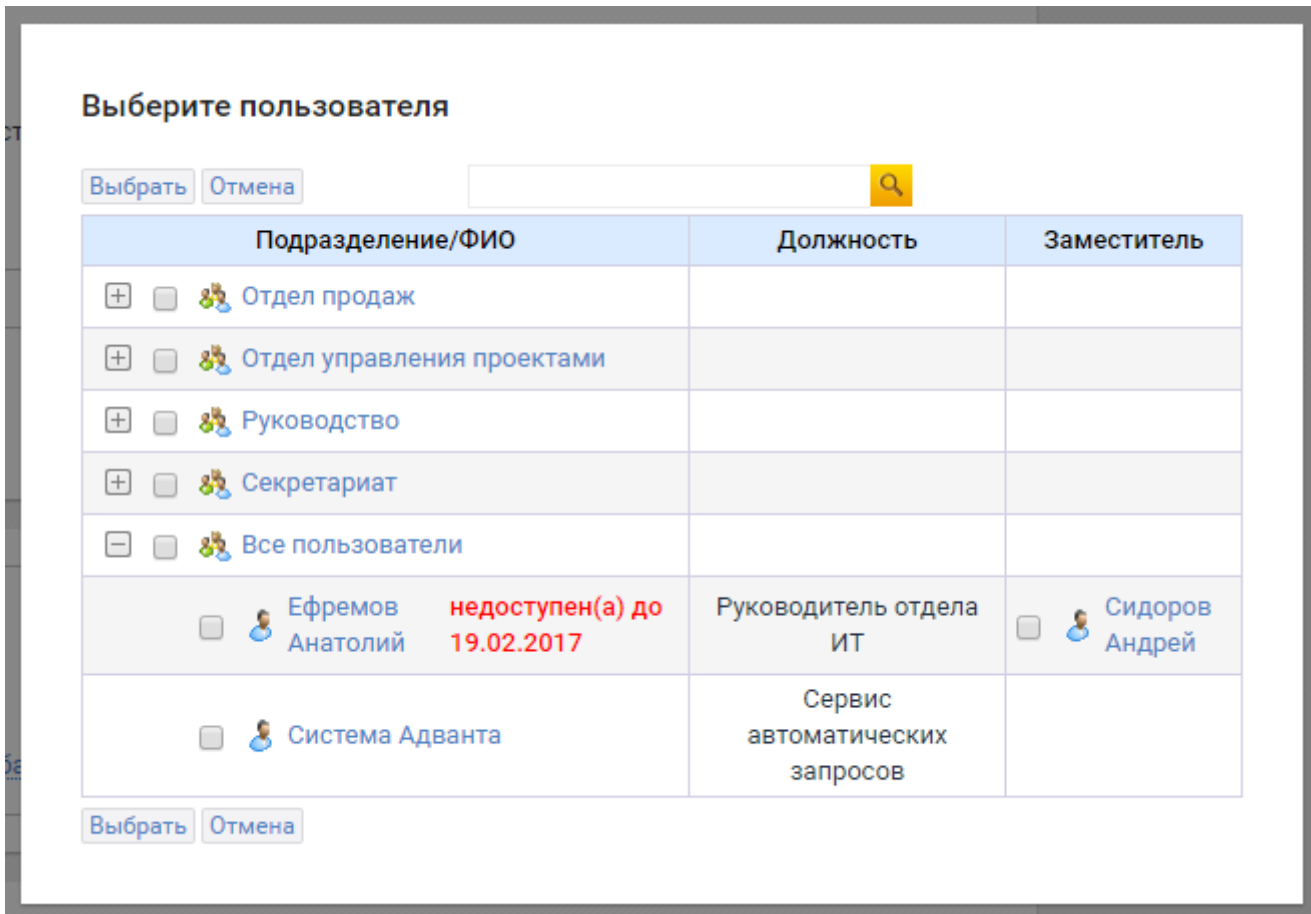 Выберите пользователя
Выбрать Отмена
Подразделение/ФИО Должность Заместитель
Отдел продаж
Отдел управления проектами
Руководство
Секретариат
Все пользователи
Ефремов недоступен(а) до Руководитель отдела Сидоров
Анатолий 19.02.2017 ИТ Андрей
Сервис
Система Адванта автоматических
запросов
Выбрать Отмена